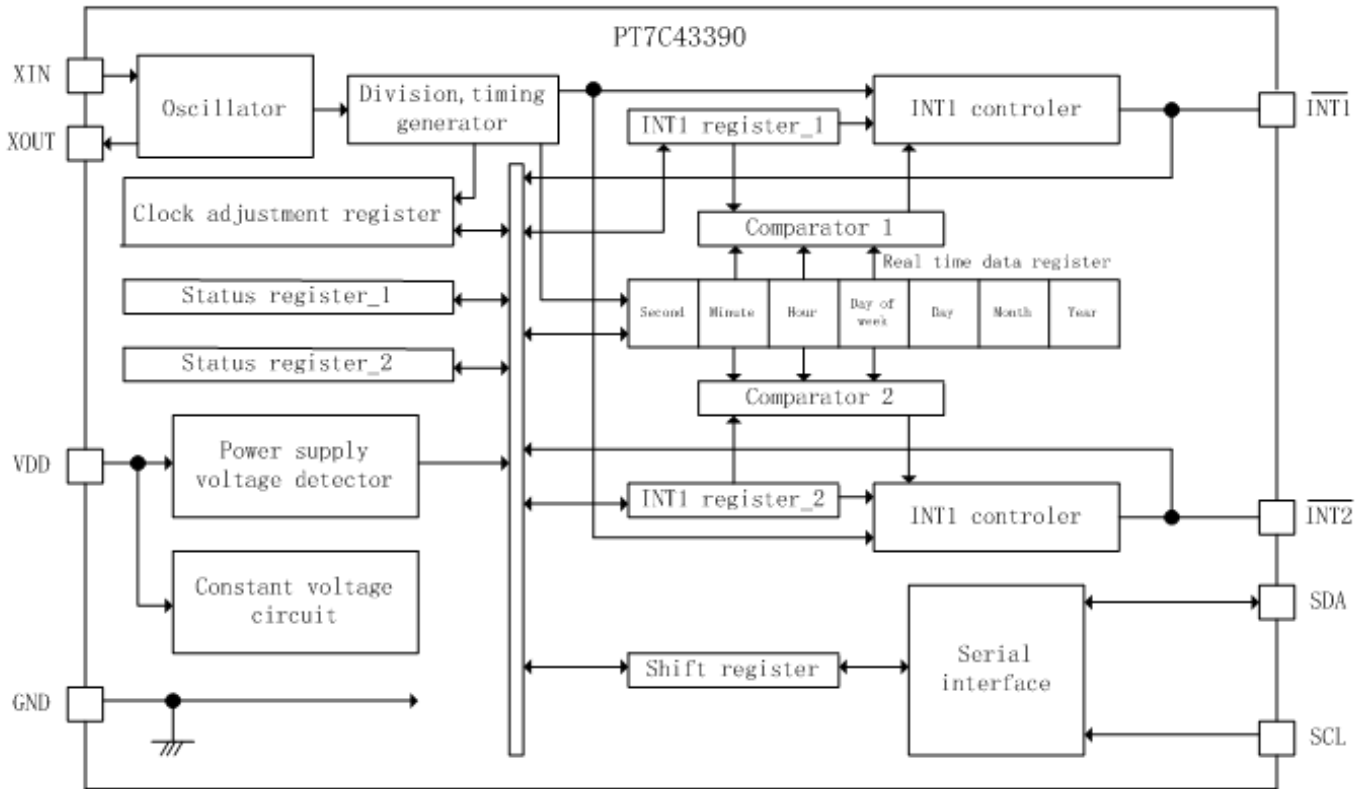 PT7C43390
XIN
XOUT
Oscillator
Division, timing
generator
INT1 register_1
INT1 controler
INT1
Clock adjustment register
Comparator 1
Real time data register
Status register_1
Second
Minute
Hour
Day of
week
Day
Month
Year
Status register_2
Comparator 2
VDD
Power supply
voltage detector
INT1 register_2
INT1 controler
INT2
Constant voltage
circuit
SDA
Shift register
Serial
interface
GND
SCL